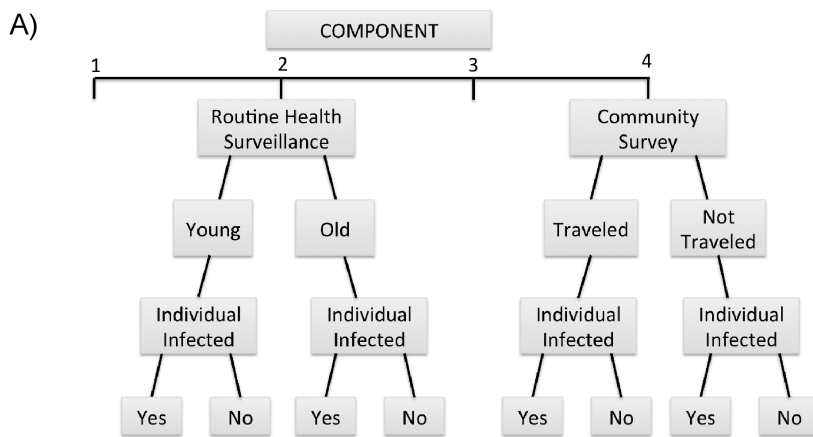 A)
COMPONENT
1 2 3 4
Routine Health
Surveillance
Community
Survey
Young Old Traveled Not
Traveled
Individual
Infected
Individual
Infected
Individual
Infected
Individual
Infected
Yes No Yes No Yes No Yes No